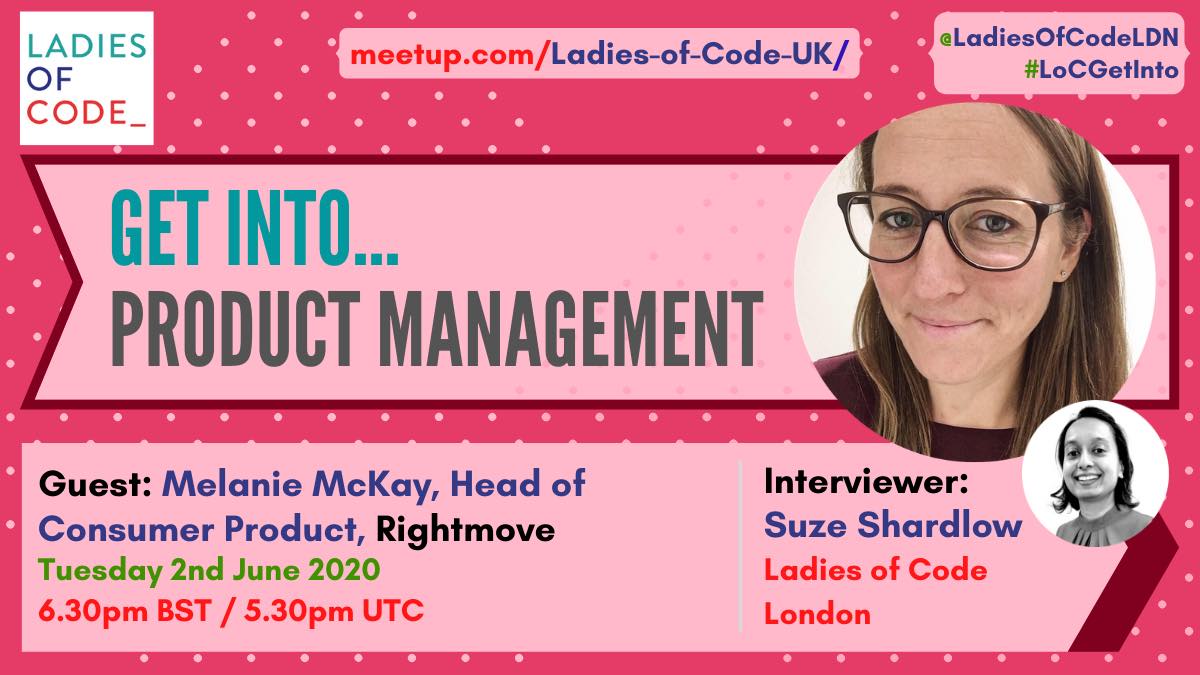 LADIES
OF
CODE_
meetup.com/Ladies-of-Code-UK/
@LadiesOfCodeLDN
#LoCGetInto
GET INTO...
PRODUCT MANAGEMENT
Guest: Melanie McKay, Head of
Consumer Product, Rightmove
Tuesday 2nd June 2020
6.30pm BST / 5.30pm UTC
Interviewer:
Suze Shardlow
Ladies of Code
London